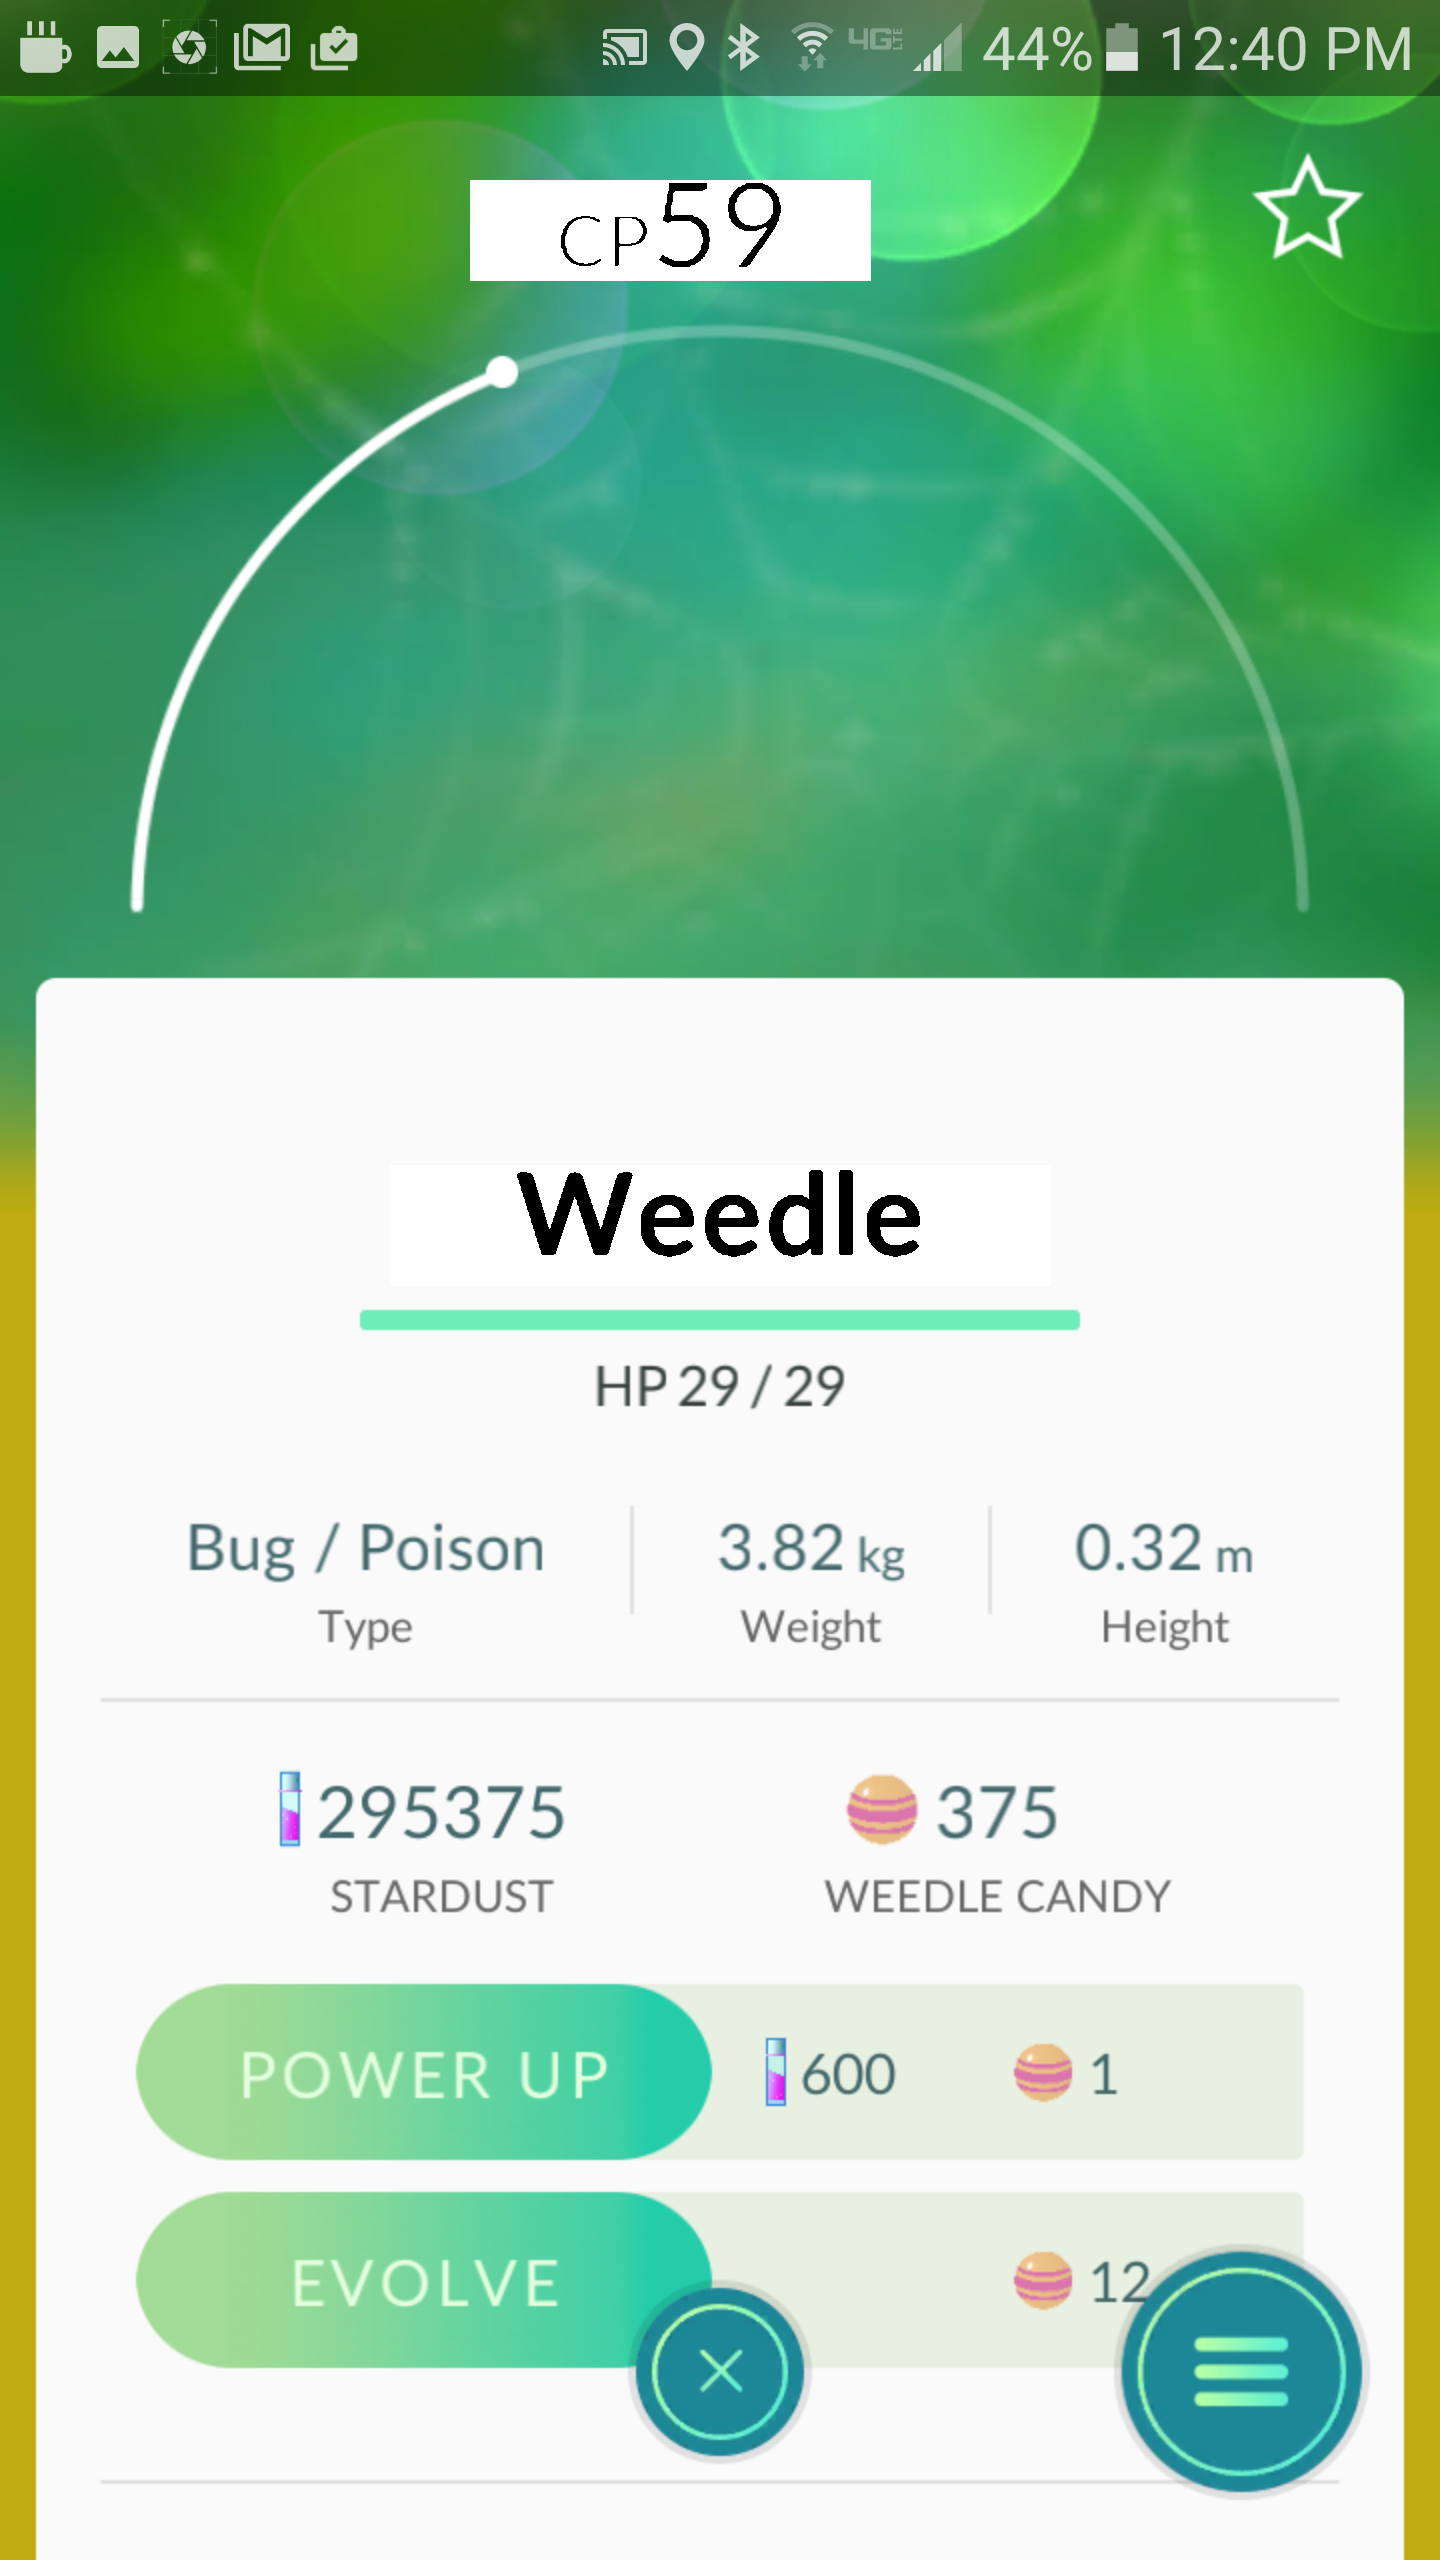 4G LTE 44% 12:40 PM
CP59
Weedle
HP 29 / 29
Bug / Poison 3.82 kg 0.32 m
Type Weight Height
295375 375
STARDUST WEEDLE CANDY
POWER UP 600 1
EVOLVE 12